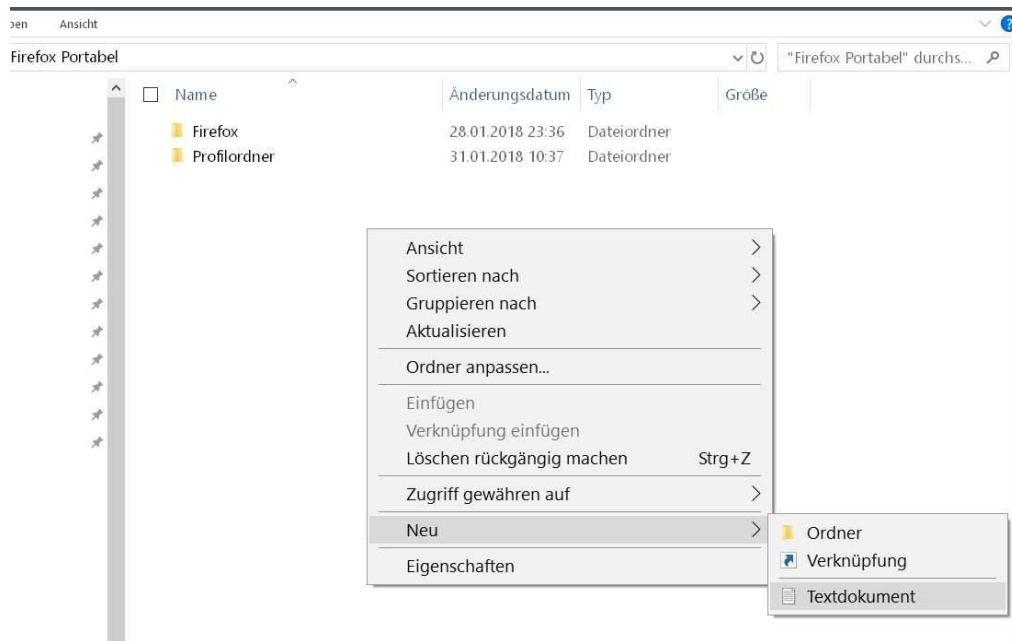 Ansicht
Firefox Portabel "Firefox Portabel" durchs...
Name Änderungsdatum Typ Größe
Firefox 28.01.2018 23:36 Dateiordner
Profilordner 31.01.2018 10:37 Dateiordner
Ansicht
Sortieren nach
Gruppieren nach
Aktualisieren
Ordner anpassen...
Einfügen
Verknüpfung einfügen
Löschen rückgängig machen Strg+Z
Zugriff gewähren auf
Neu
Ordner
Verknüpfung
Eigenschaften
Textdokument